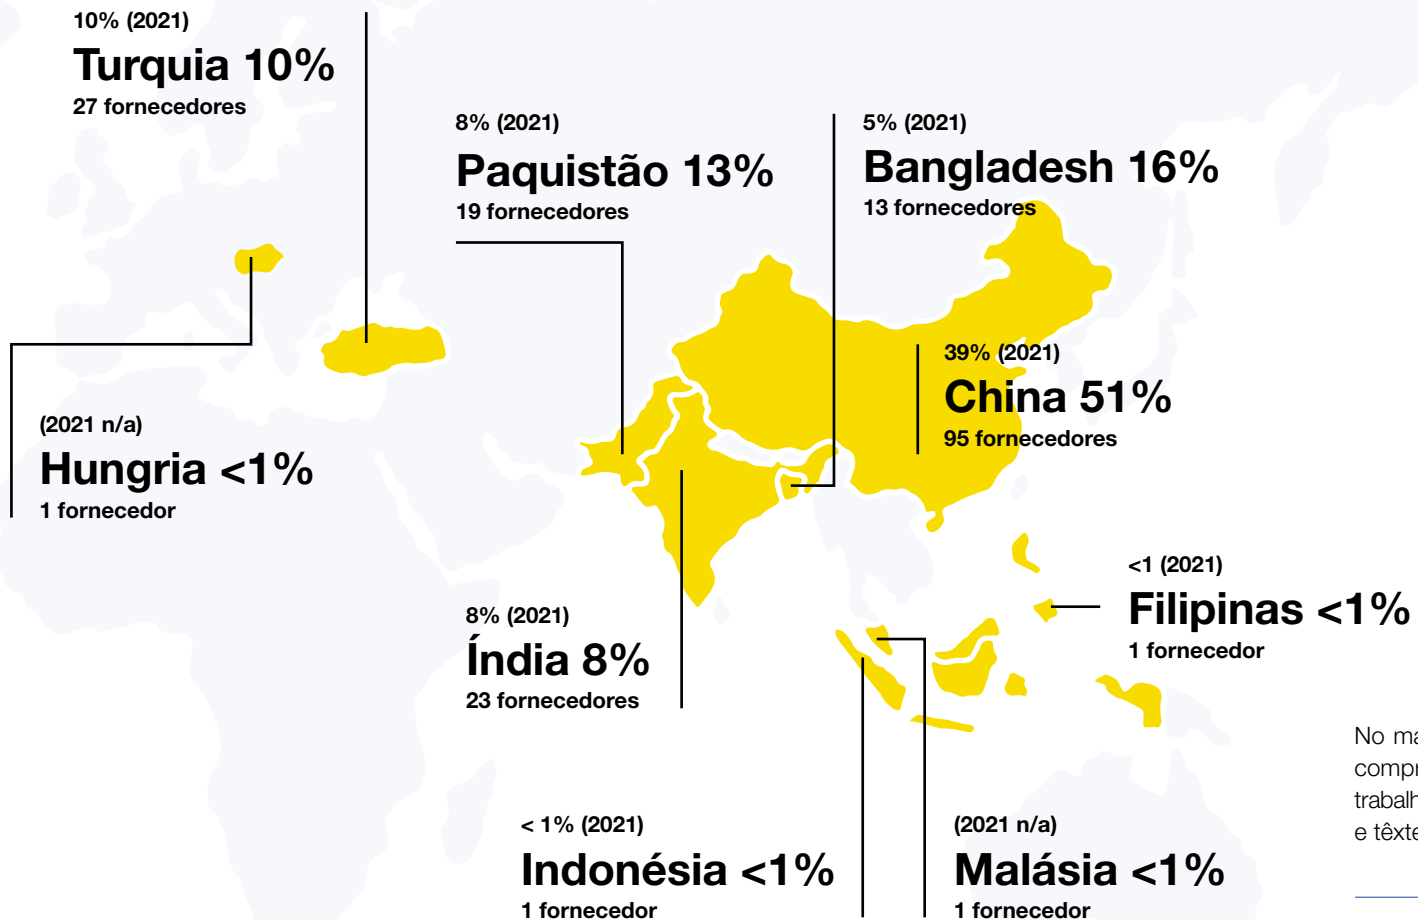 10% (2021)
Turquia 10%
27 fornecedores
8% (2021)
Paquistão 13%
19 fornecedores
5% (2021)
Bangladesh 16%
13 fornecedores
39% (2021)
China 51%
95 fornecedores
(2021 n/a)
Hungria <1%
1 fornecedor
<1 (2021)
Filipinas <1%
1 fornecedor
8% (2021)
Índia 8%
23 fornecedores
No
e
< 1% (2021)
Indonésia <1%
1 fornecedor
(2021 n/a)
Malásia <1%
1 fornecedor